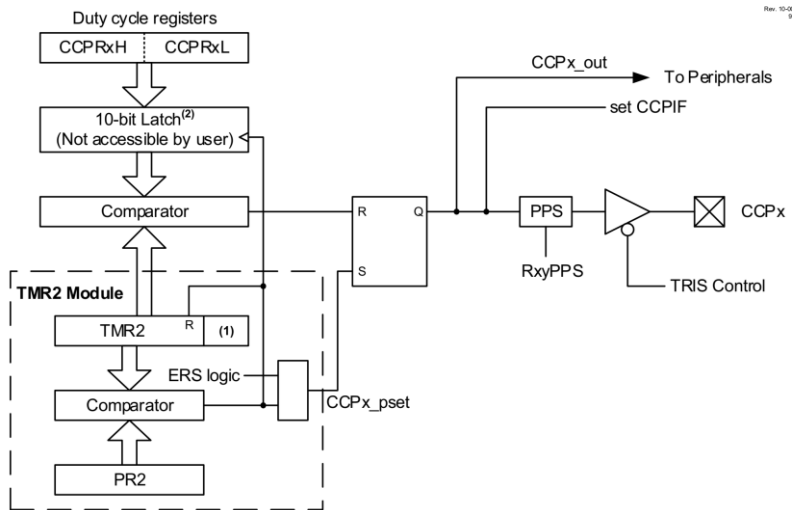 Duty cycle registers
CCPRxH CCPRxL
10-bit Latch(2)
(Not accessible by user)
Comparator
TMR2 Module
TMR2 R (1)
ERS logic
Comparator
CCPx_pset
PR2
R Q
S
CCPx_out
To Peripherals
set CCPIF
PPS
RxyPPS
CCPx
TRIS Control